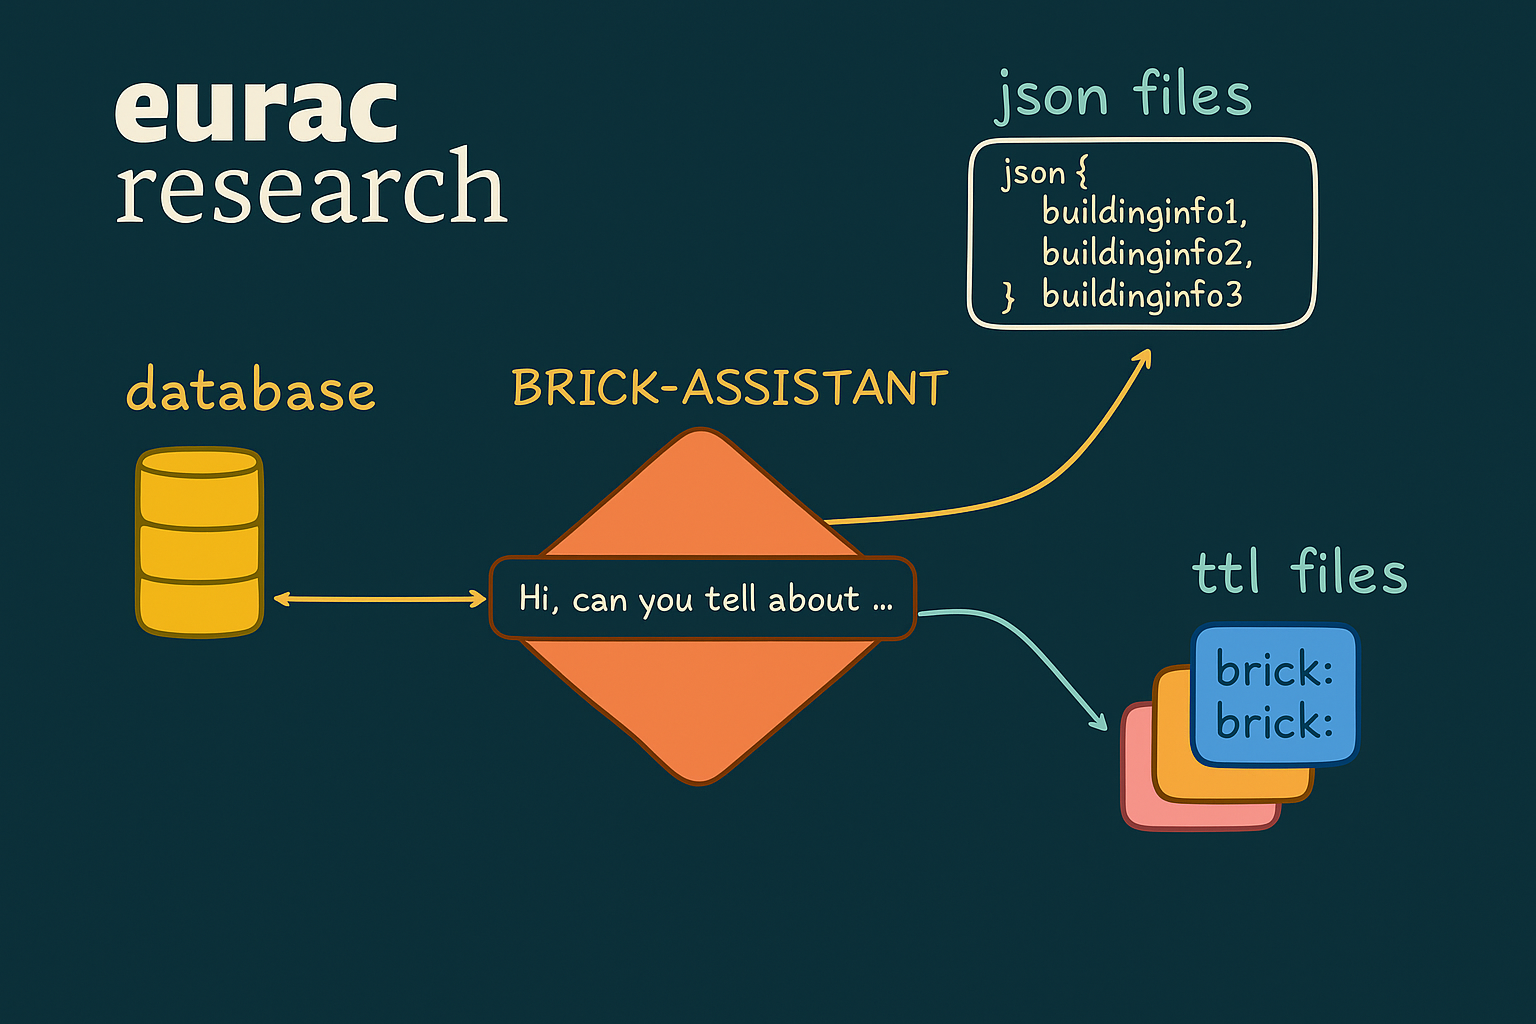 eurac
research
json files
json {
buildinginfo1,
buildinginfo2,
} buildinginfo3
database
BRICK-ASSISTANT
Hi, can you tell about ...
ttl files
brick:
brick: